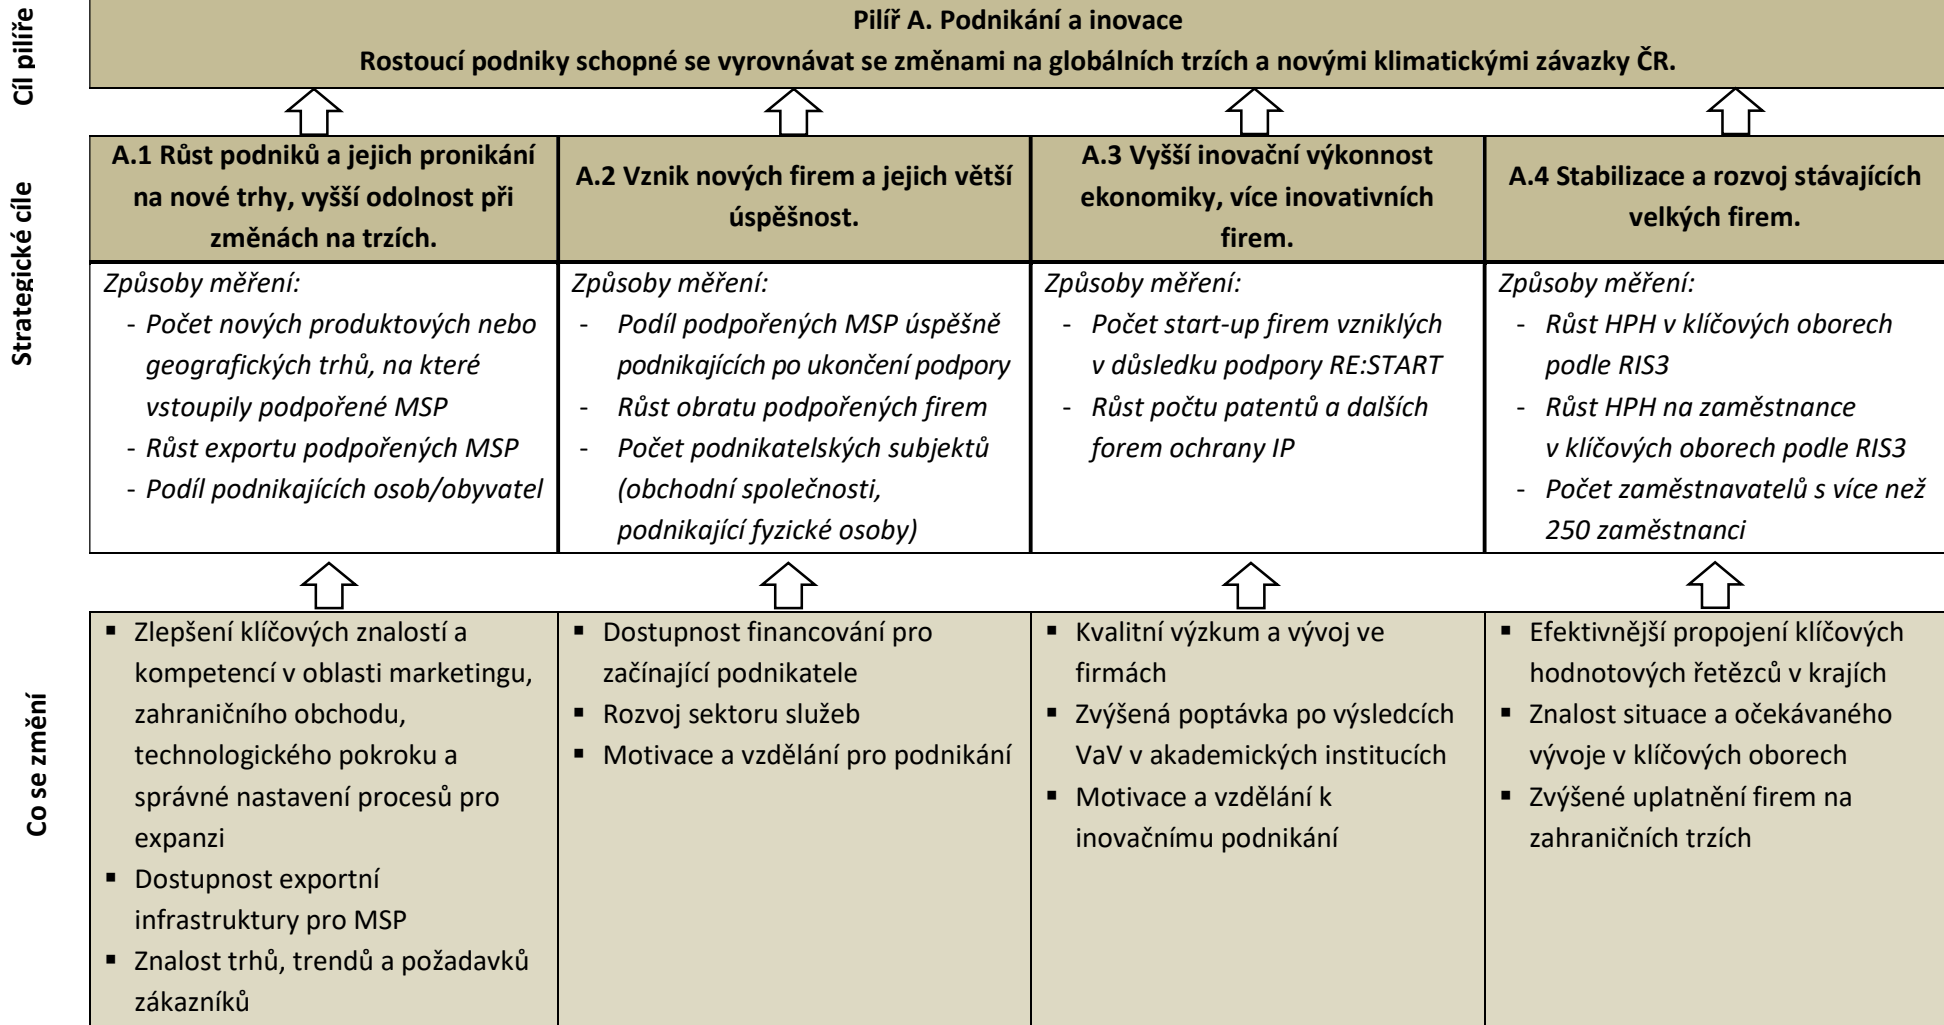 Cíl pilíře
Pilíř A. Podnikání a inovace
Rostoucí podniky schopné se vyrovnávat se změnami na globálních trzích a novými klimatickými závazky ČR.
Strategické cíle
A.1 Růst podniků a jejich pronikání
na nové trhy, vyšší odolnost při
změnách na trzích.
A.2 Vznik nových firem a jejich větší
úspěšnost.
A.3 Vyšší inovační výkonnost
ekonomiky, více inovativních
firem.
A.4 Stabilizace a rozvoj stávajících
velkých firem.
Způsoby měření:
- Počet nových produktových nebo
geografických trhů, na které
vstoupily podpořené MSP
- Růst exportu podpořených MSP
- Podíl podnikajících osob/obyvatel
Způsoby měření:
- Podíl podpořených MSP úspěšně
podnikajících po ukončení podpory
- Růst obratu podpořených firem
- Počet podnikatelských subjektů
(obchodní společnosti,
podnikající fyzické osoby)
Způsoby měření:
- Počet start-up firem vzniklých
v důsledku podpory RE:START
- Růst počtu patentů a dalších
forem ochrany IP
Způsoby měření:
- Růst HPH v klíčových oborech
podle RIS3
- Růst HPH na zaměstnance
v klíčových oborech podle RIS3
- Počet zaměstnavatelů s více než
250 zaměstnanci
Co se změní
▪ Zlepšení klíčových znalostí a
kompetencí v oblasti marketingu,
zahraničního obchodu,
technologického pokroku a
správné nastavení procesů pro
expanzi
▪ Dostupnost exportní
infrastruktury pro MSP
▪ Znalost trhů, trendů a požadavků
zákazníků
▪ Dostupnost financování pro
začínající podnikatele
▪ Rozvoj sektoru služeb
▪ Motivace a vzdělání pro podnikání
▪ Kvalitní výzkum a vývoj ve
firmách
▪ Zvýšená poptávka po výsledcích
VaV v akademických institucích
▪ Motivace a vzdělání k
inovačnímu podnikání
▪ Efektivnější propojení klíčových
hodnotových řetězců v krajích
▪ Znalost situace a očekávaného
vývoje v klíčových oborech
▪ Zvýšené uplatnění firem na
zahraničních trzích